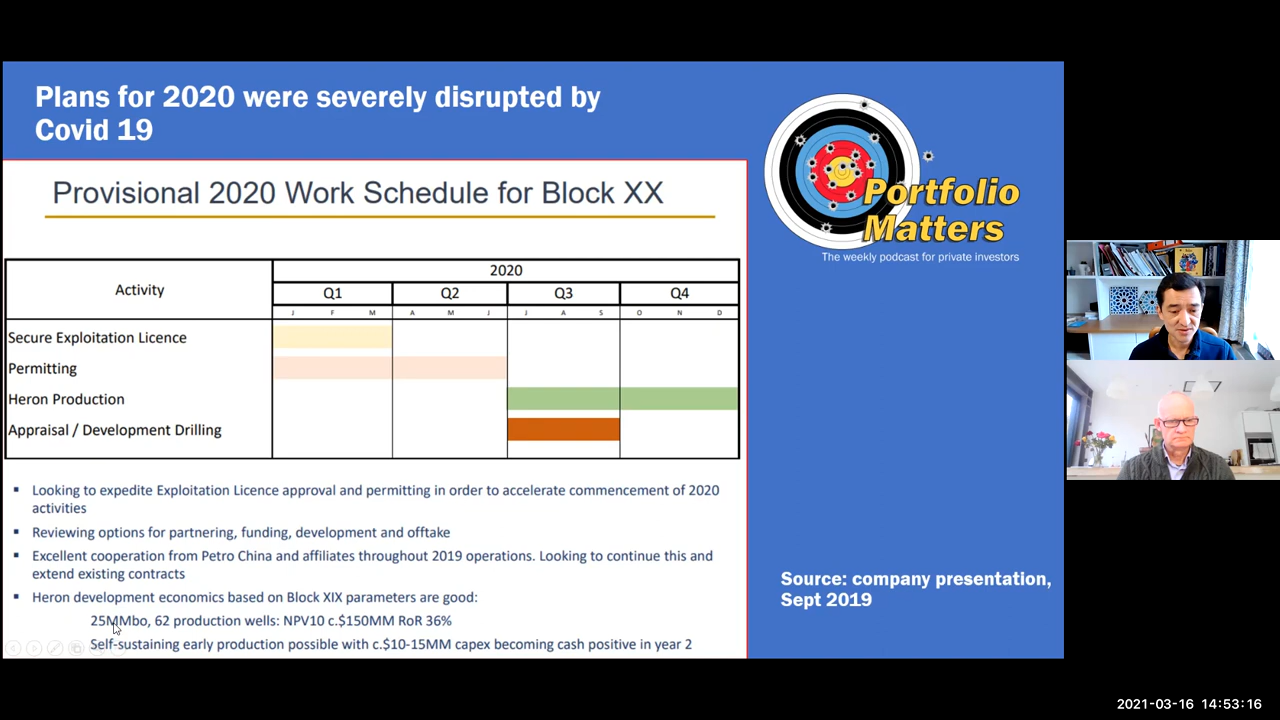 Plans for 2020 were severely disrupted by
Covid 19
Provisional 2020 Work Schedule for Block XX
Activity
2020
Q1
Q2
Q3
Q4
J F M A M J J A S O N D
Secure Exploitation Licence
Permitting
Heron Production
Appraisal / Development Drilling
Looking to expedite Exploitation Licence approval and permitting in order to accelerate commencement of 2020
activities
Reviewing options for partnering, funding, development and offtake
Excellent cooperation from Petro China and affiliates throughout 2019 operations. Looking to continue this and
extend existing contracts
Heron development economics based on Block XIX parameters are good:
25MMbo, 62 production wells: NPV10 c.$150MM RoR 36%
Self-sustaining early production possible with c.$10-15MM capex becoming cash positive in year 2
Portfolio
Matters
The weekly podcast for private investors
Source: company presentation,
Sept 2019
2021-03-16 14:53:16